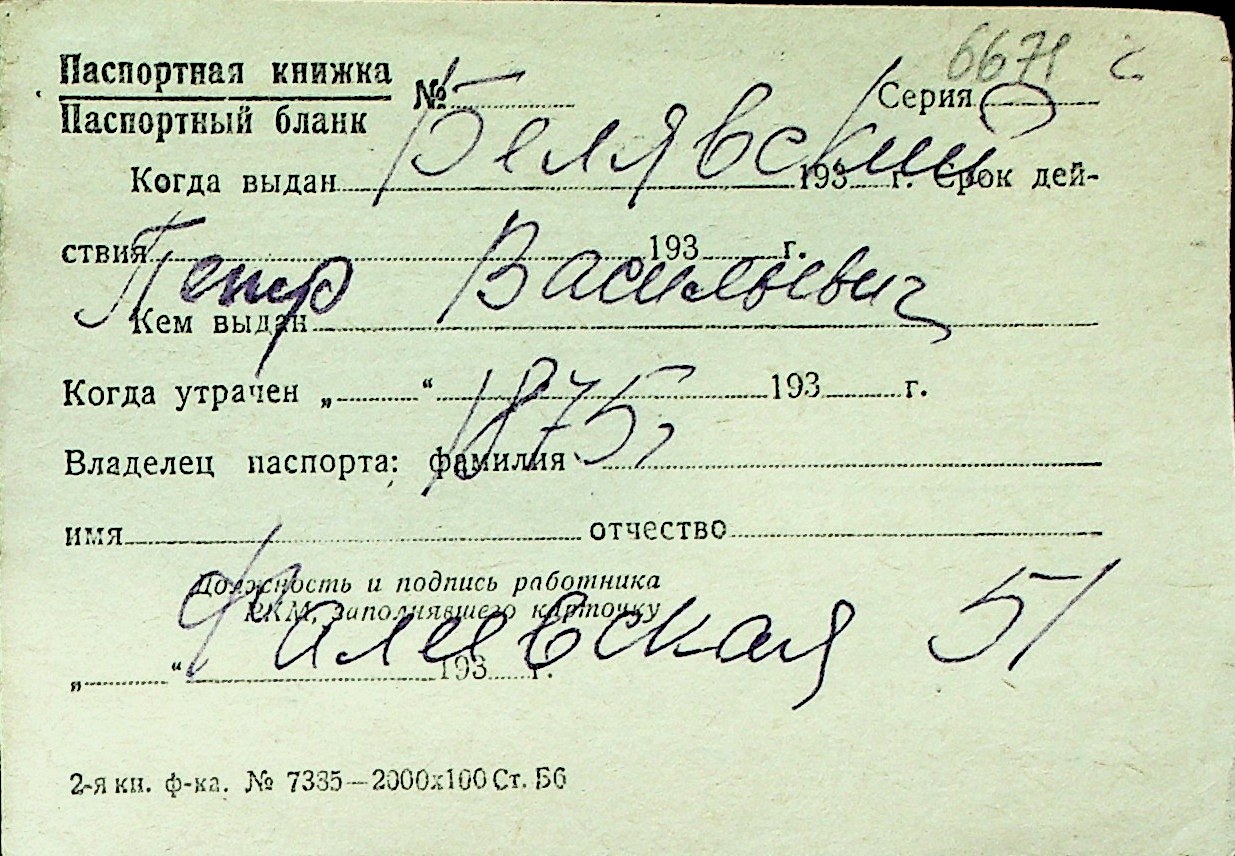 6671 с
Паспортная книжка
Паспортный бланк
№ Серия
Белявский
Когда выдан 193 г. Срок дей-
ствия 193 г.
Петр Васильевич
Кем выдан
Когда утрачен „ “ 193 г.
1875
Владелец паспорта: фамилия
имя отчество
Должность и подпись работника
РКМ, заполнявшего карточку
Фалеевская 51
„ “ 193 г.
2-я кн. ф-ка. № 7335—2000х100 Ст. Б6